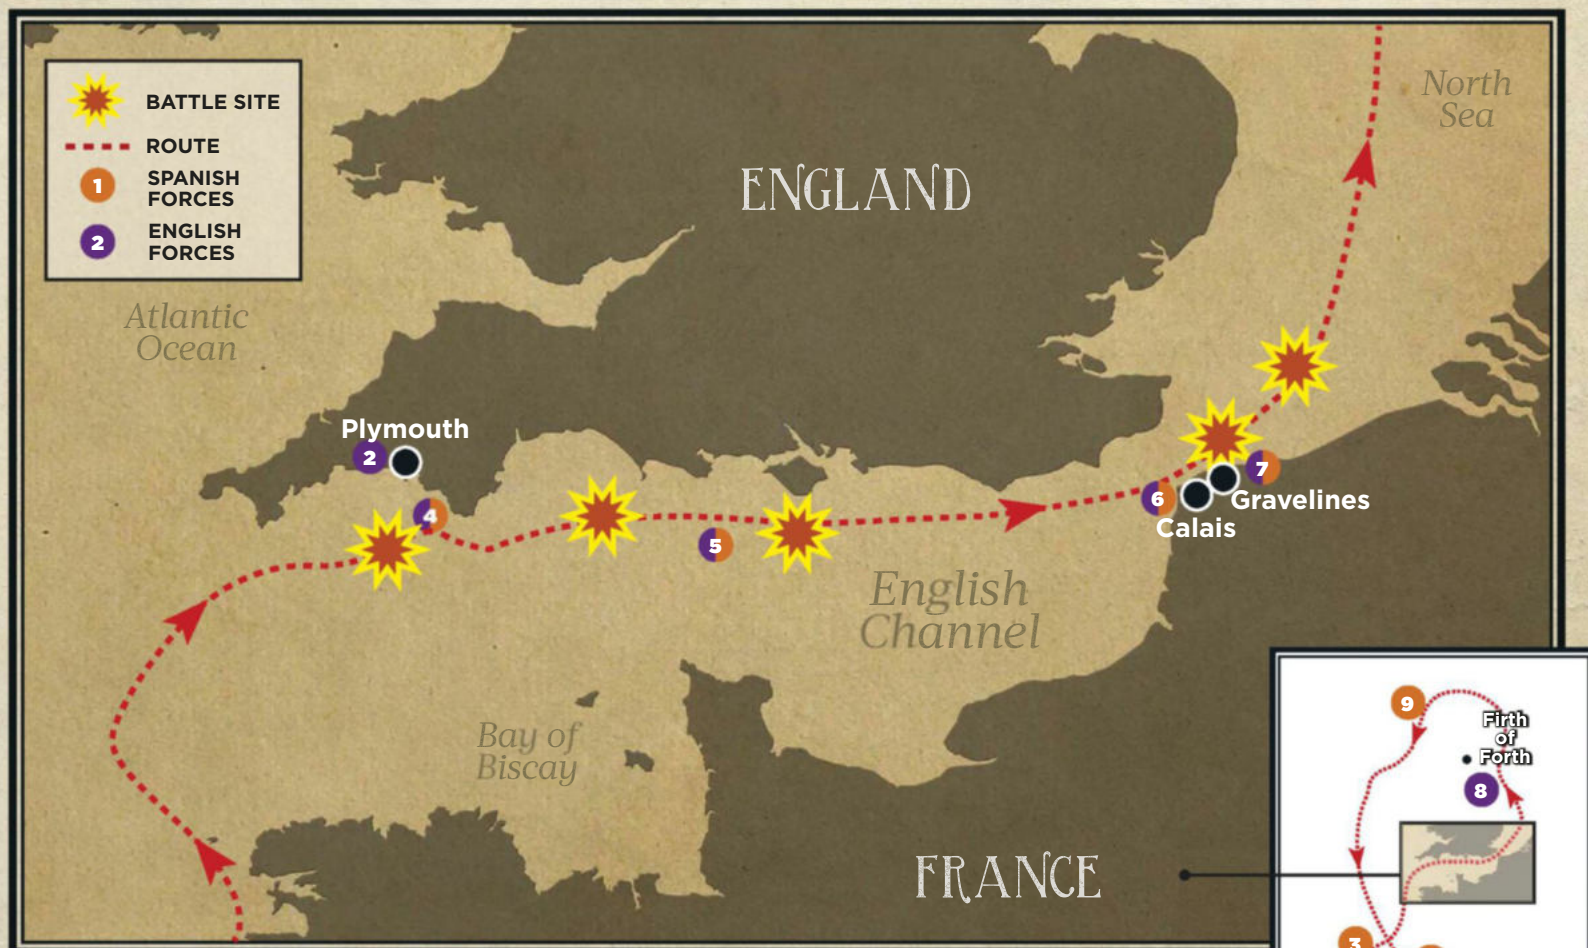 BATTLE SITE
ROUTE
1
SPANISH
FORCES
2
ENGLISH
FORCES
North
Sea
ENGLAND
Atlantic
Ocean
Plymouth
2
4
5
6
7
Gravelines
Calais
English
Channel
Bay of
Biscay
FRANCE
9
Firth
of
Forth
8
3